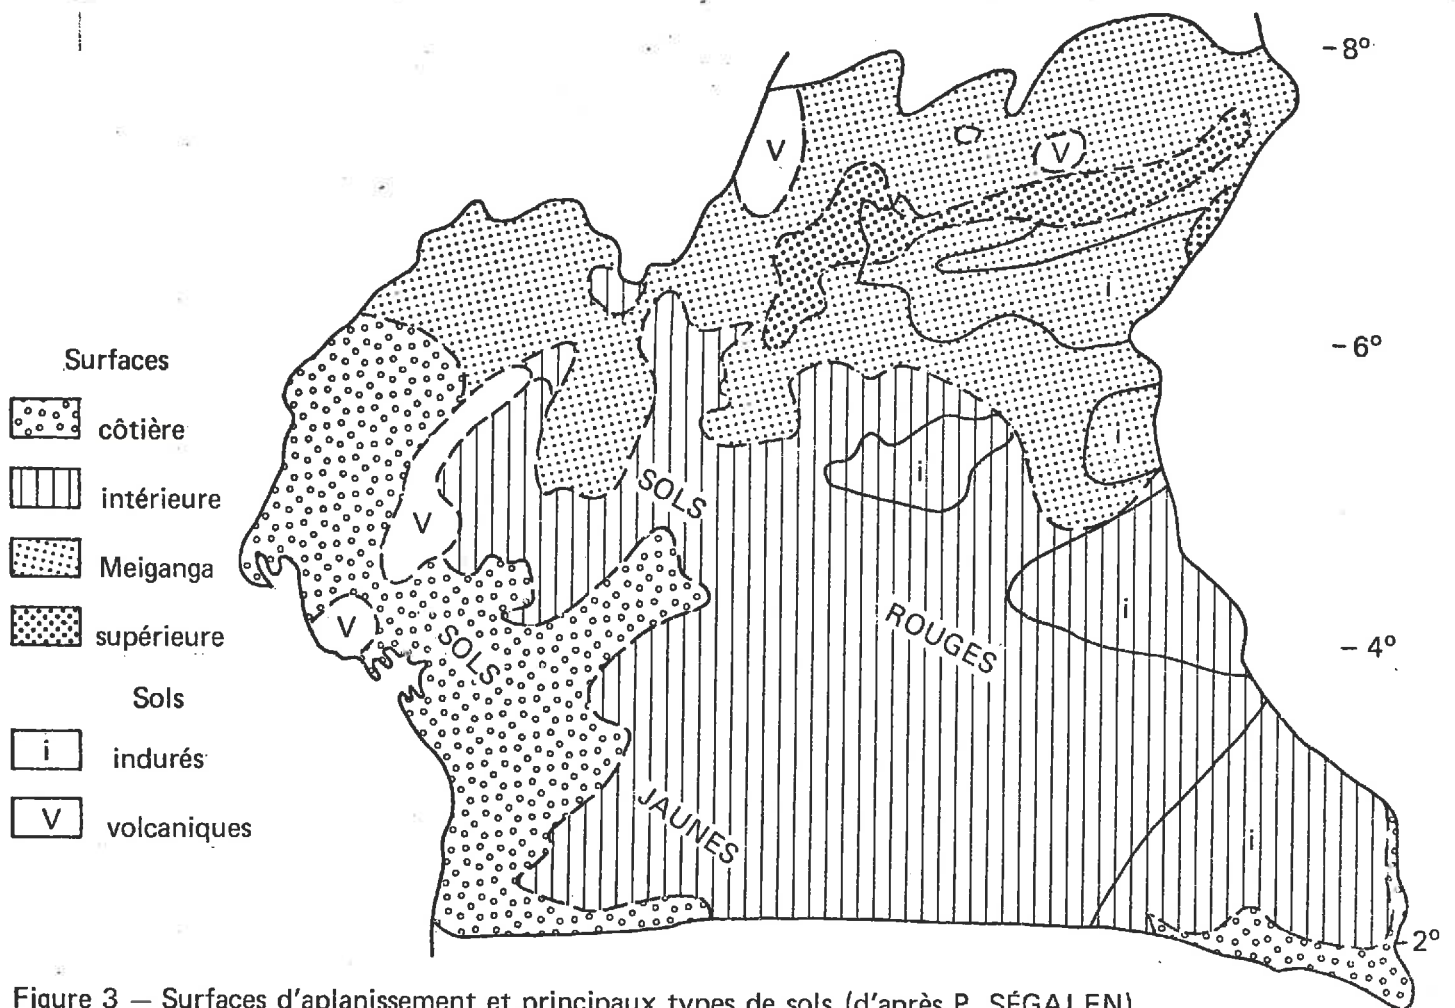 Surfaces
côtière
intérieure
Meiganga
supérieure
Sols
i indurés
V volcaniques
-8°
-6°
-4°
-2°
V
V
i
i
SOLS
i
V
i
V
SOLS
ROUGES
JAUNES
i
Figure 3 — Surfaces d'aplanissement et principaux types de sols (d'après P. SÉGALEN)